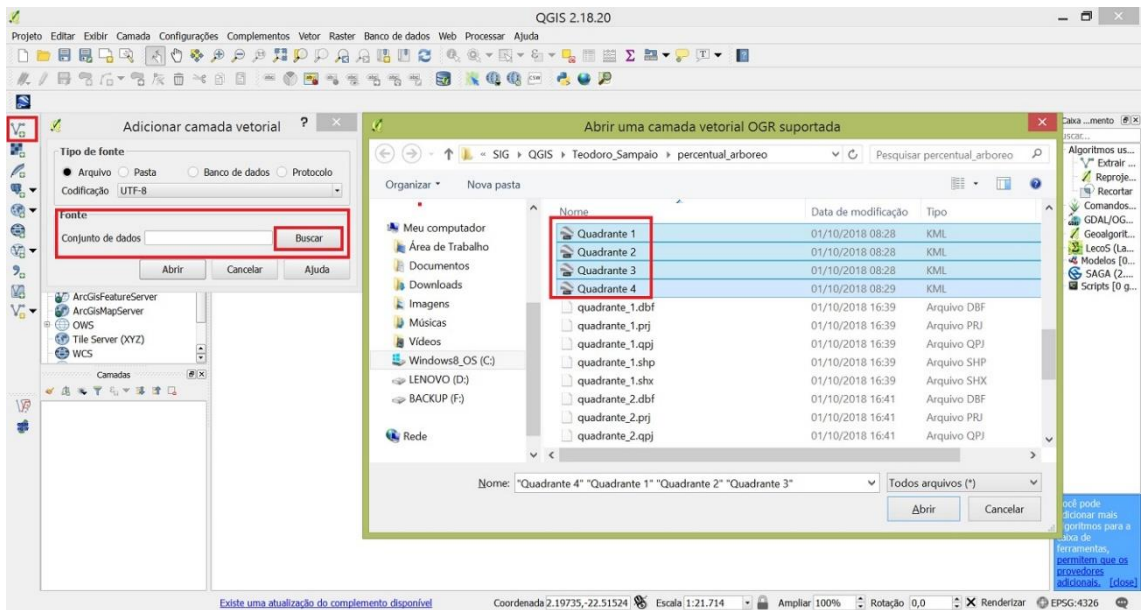 QGIS 2.18.20
Projeto Editar Exibir Camada Configurações Complementos Vetor Raster Banco de dados Web Processar Ajuda
Adicionar camada vetorial ?
Tipo de fonte
Arquivo Pasta Banco de dados Protocolo
Codificação UTF-8
Fonte
Conjunto de dados Buscar
Abrir Cancelar Ajuda
ArcGisFeatureServer
ArcGisMapServer
OWS
Tile Server (XYZ)
WCS
Camadas
Abrir uma camada vetorial OGR suportada
« SIG QGIS Teodoro_Sampaio percentual_arboreo
Pesquisar percentual_arboreo
Organizar Nova pasta
Meu computador
Área de Trabalho
Documentos
Downloads
Imagens
Músicas
Vídeos
Windows8_OS (C:)
LENOVO (D:)
BACKUP (F:)
Rede
Nome Data de modificação Tipo
Quadrante 1 01/10/2018 08:28 KML
Quadrante 2 01/10/2018 08:28 KML
Quadrante 3 01/10/2018 08:28 KML
Quadrante 4 01/10/2018 08:29 KML
quadrante_1.dbf 01/10/2018 16:39 Arquivo DBF
quadrante_1.prj 01/10/2018 16:39 Arquivo PRJ
quadrante_1.qpj 01/10/2018 16:39 Arquivo QPJ
quadrante_1.shp 01/10/2018 16:39 Arquivo SHP
quadrante_1.shx 01/10/2018 16:39 Arquivo SHX
quadrante_2.dbf 01/10/2018 16:41 Arquivo DBF
quadrante_2.prj 01/10/2018 16:41 Arquivo PRJ
quadrante_2.qpj 01/10/2018 16:41 Arquivo QPJ
Nome: "Quadrante 4" "Quadrante 1" "Quadrante 2" "Quadrante 3"
Todos arquivos (*)
Abrir Cancelar
Caixa ...mento
Algoritmos us...
Extrair ...
Reproje...
Recortar
Comandos...
GDAL/OG...
Geoalgorit...
LecoS (La...
Modelos [0...
SAGA (2....
Scripts [0 g...
ocê pode
dicionar mais
goritmos para a
aixa de
ferramentas,
permitem que os
provedores
adicionais. [close]
Existe uma atualização do complemento disponível
Coordenada 2.19735,-22.51524 Escala 1:21.714 Ampliar 100% Rotação 0,0 Renderizar EPSG:4326